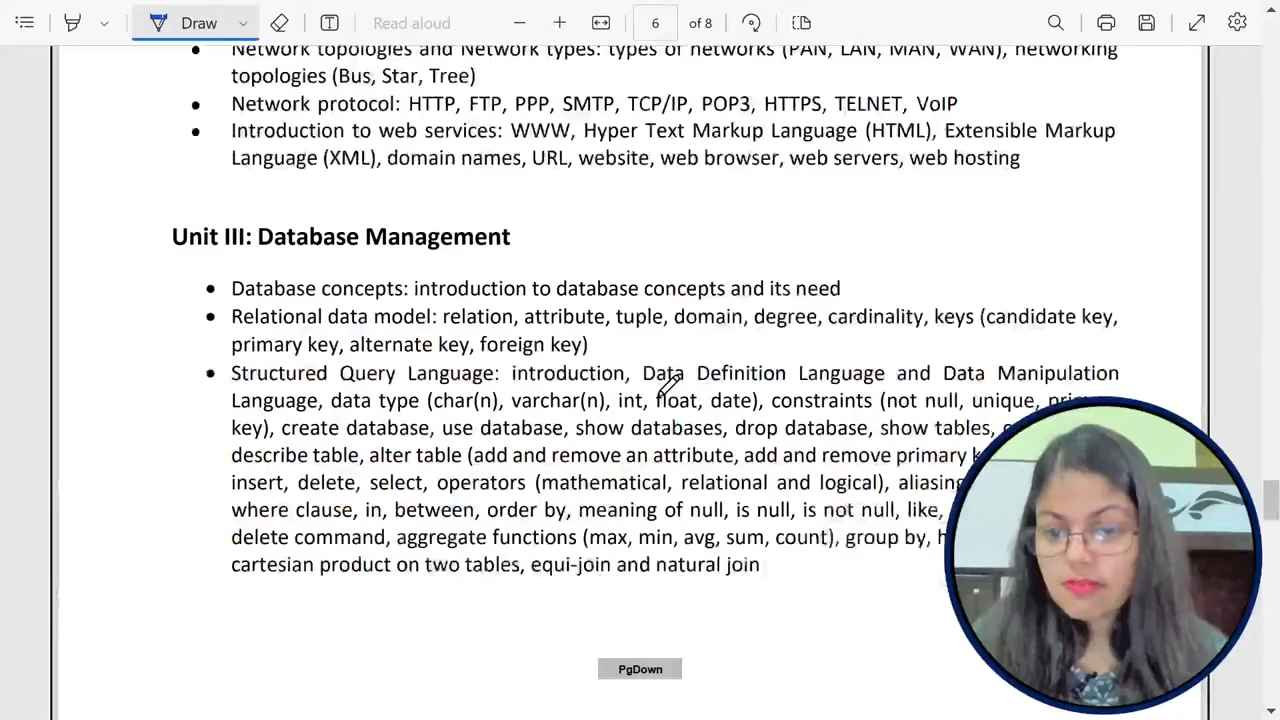 Draw
Read aloud
6 of 8
Network topologies and Network types: types of networks (PAN, LAN, MAN, WAN), networking
topologies (Bus, Star, Tree)
Network protocol: HTTP, FTP, PPP, SMTP, TCP/IP, POP3, HTTPS, TELNET, VoIP
Introduction to web services: WWW, Hyper Text Markup Language (HTML), Extensible Markup
Language (XML), domain names, URL, website, web browser, web servers, web hosting
Unit III: Database Management
Database concepts: introduction to database concepts and its need
Relational data model: relation, attribute, tuple, domain, degree, cardinality, keys (candidate key,
primary key, alternate key, foreign key)
Structured Query Language: introduction, Data Definition Language and Data Manipulation
Language, data type (char(n), varchar(n), int, float, date), constraints (not null, unique,
key), create database, use database, show databases, drop database, show tables,
describe table, alter table (add and remove an attribute, add and remove primary
insert, delete, select, operators (mathematical, relational and logical), aliasing
where clause, in, between, order by, meaning of null, is null, is not null, like,
delete command, aggregate functions (max, min, avg, sum, count), group by,
cartesian product on two tables, equi-join and natural join
PgDown